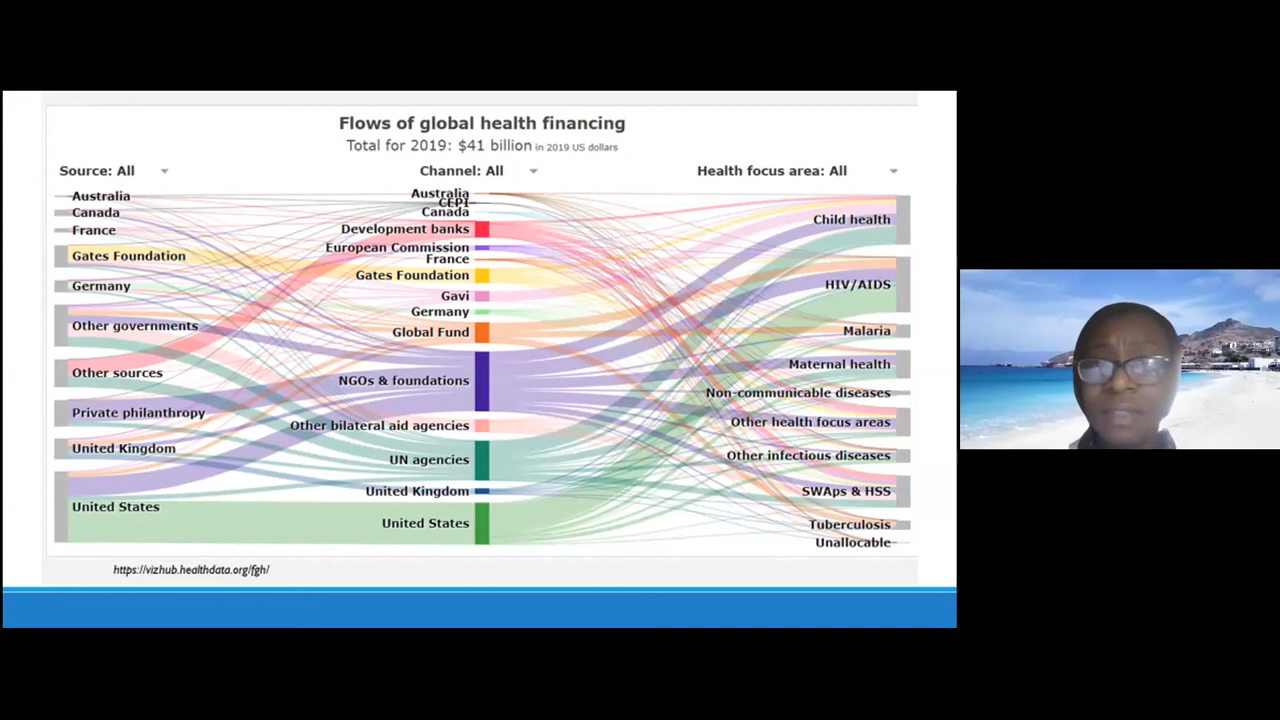 Flows of global health financing
Total for 2019: $41 billion in 2019 US dollars
Source: All
Channel: All
Health focus area: All
Australia
Canada
France
Gates Foundation
Germany
Other governments
Other sources
Private philanthropy
United Kingdom
United States
Australia
CEPI
Canada
Development banks
European Commission
France
Gates Foundation
Gavi
Germany
Global Fund
NGOs & foundations
Other bilateral aid agencies
UN agencies
United Kingdom
United States
Child health
HIV/AIDS
Malaria
Maternal health
Non-communicable diseases
Other health focus areas
Other infectious diseases
SWAps & HSS
Tuberculosis
Unallocable
https://vizhub.healthdata.org/fgh/